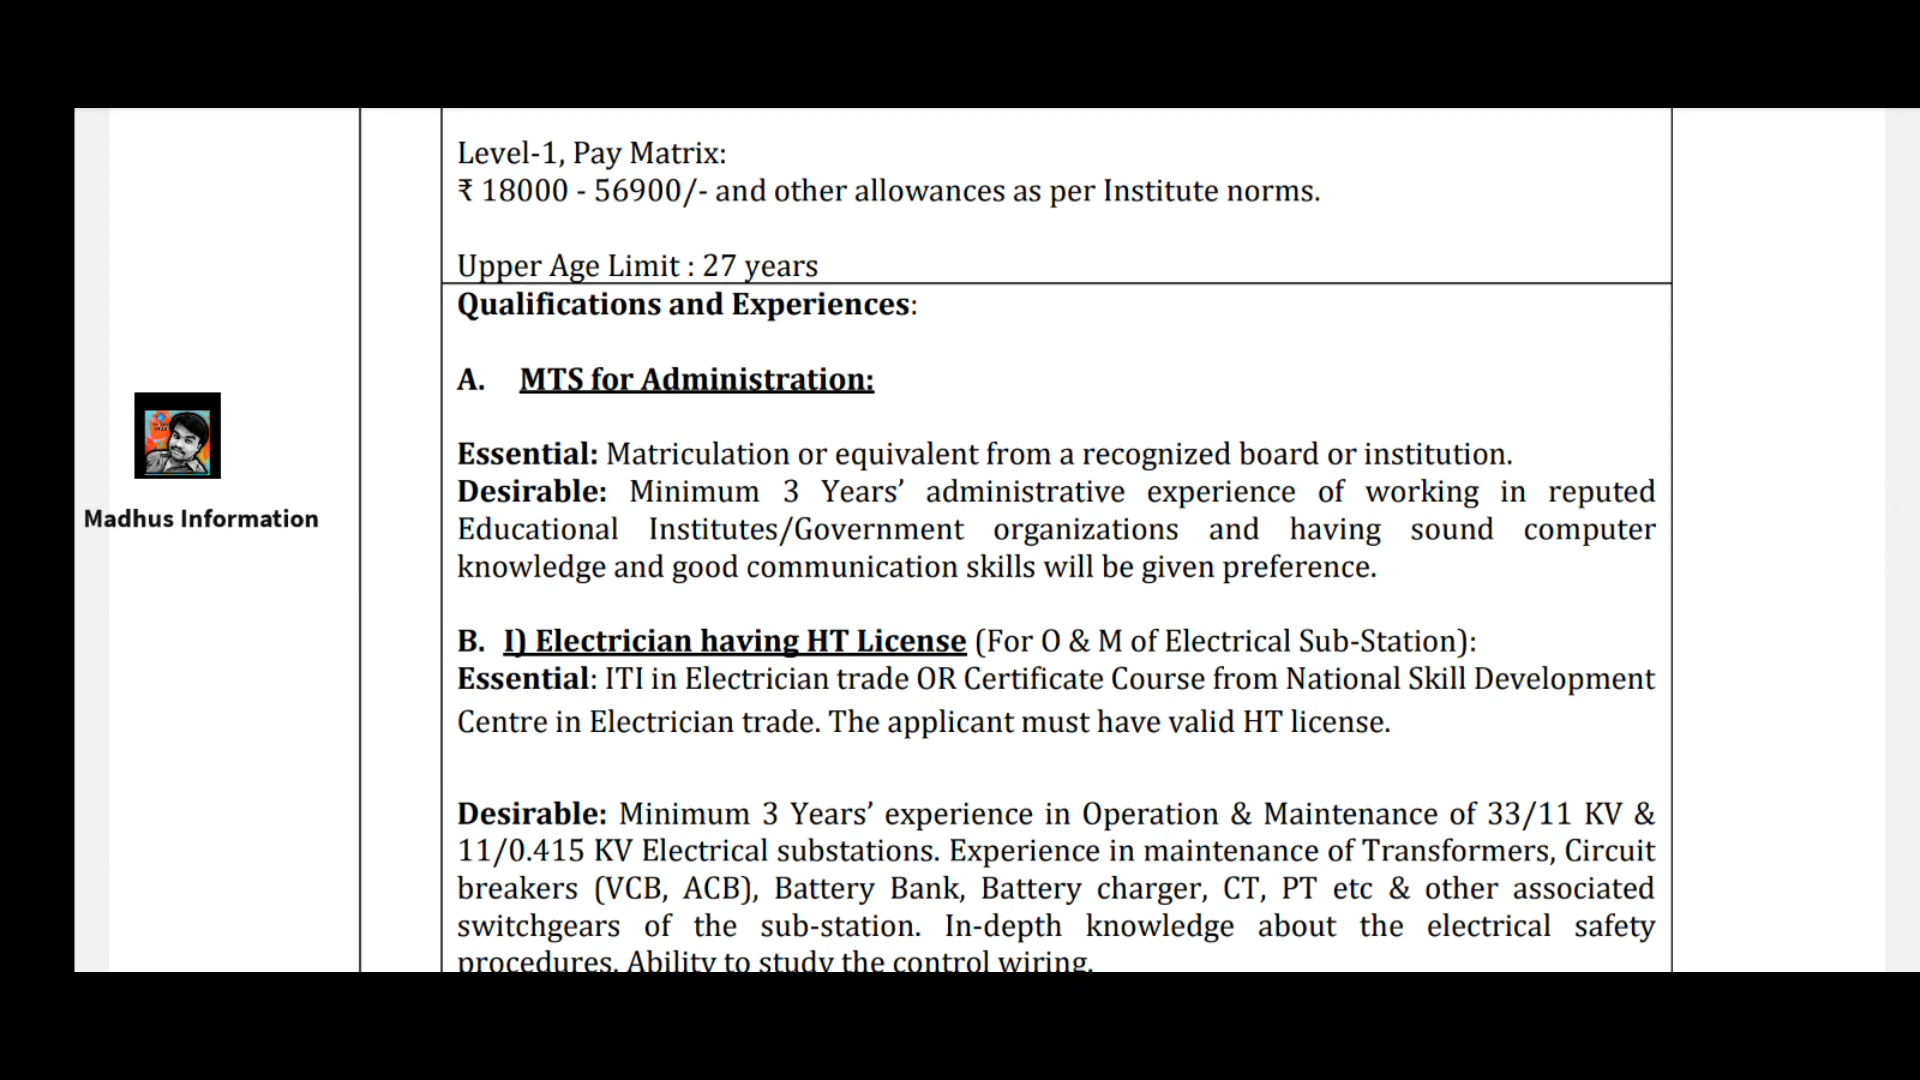 Level-1, Pay Matrix:
₹ 18000 - 56900/- and other allowances as per Institute norms.
Upper Age Limit : 27 years
Qualifications and Experiences:
A. MTS for Administration:
Essential: Matriculation or equivalent from a recognized board or institution.
Desirable: Minimum 3 Years’ administrative experience of working in reputed
Educational Institutes/Government organizations and having sound computer
knowledge and good communication skills will be given preference.
Madhus Information
B. I) Electrician having HT License (For O & M of Electrical Sub-Station):
Essential: ITI in Electrician trade OR Certificate Course from National Skill Development
Centre in Electrician trade. The applicant must have valid HT license.
Desirable: Minimum 3 Years’ experience in Operation & Maintenance of 33/11 KV &
11/0.415 KV Electrical substations. Experience in maintenance of Transformers, Circuit
breakers (VCB, ACB), Battery Bank, Battery charger, CT, PT etc & other associated
switchgears of the sub-station. In-depth knowledge about the electrical safety
procedures. Ability to study the control wiring.